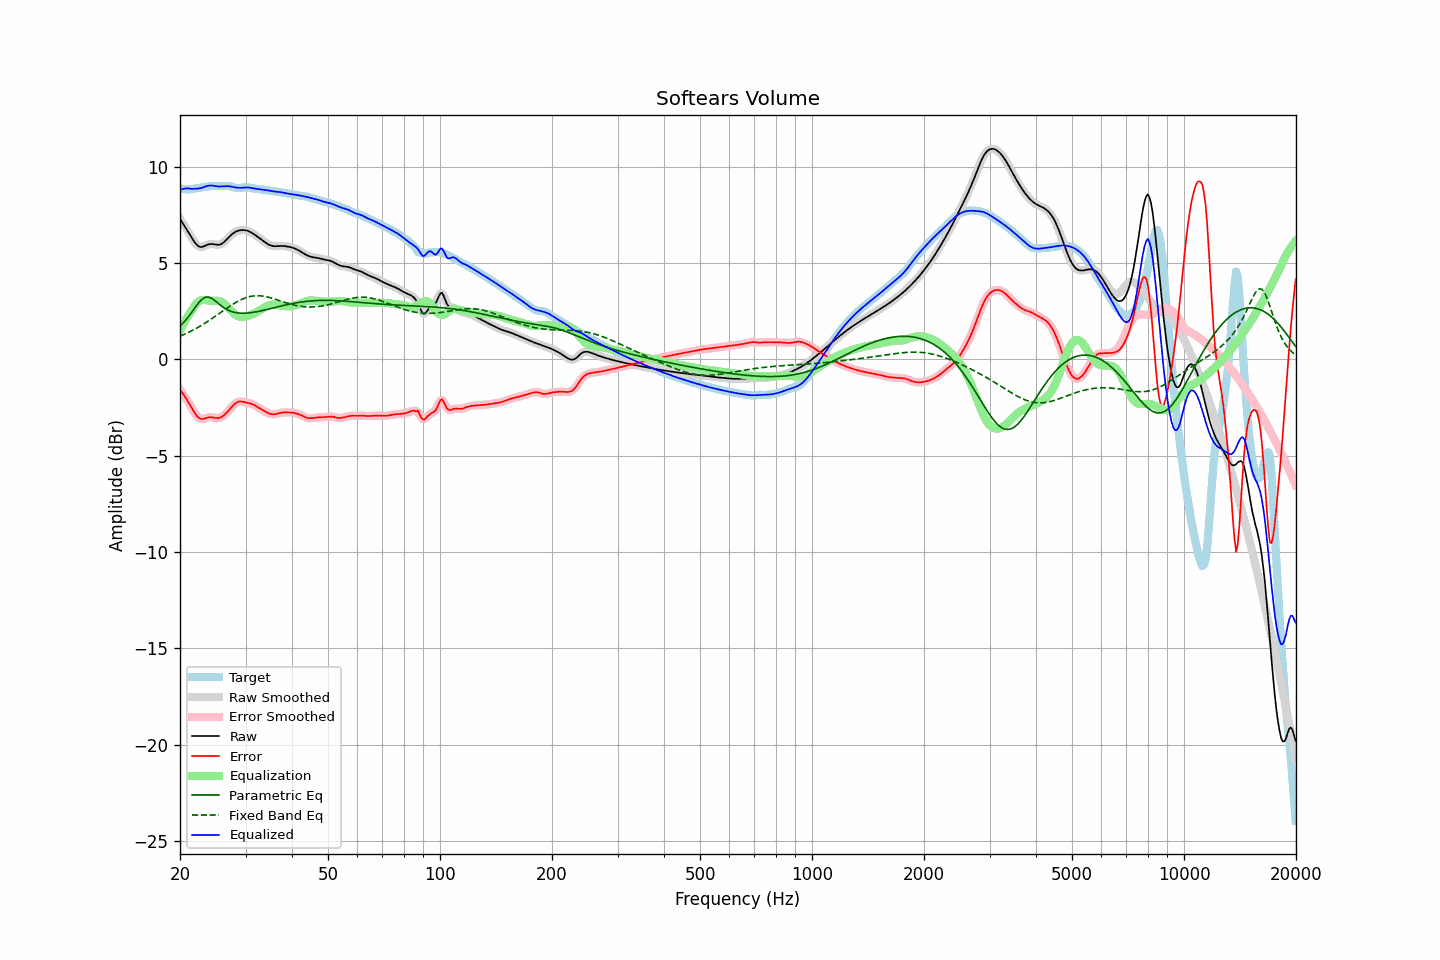 Softears Volume
10
5
0
−5
−10
−15
−20
−25
Amplitude (dBr)
Target
Raw Smoothed
Error Smoothed
Raw
Error
Equalization
Parametric Eq
Fixed Band Eq
Equalized
20 50 100 200 500 1000 2000 5000 10000 20000
Frequency (Hz)